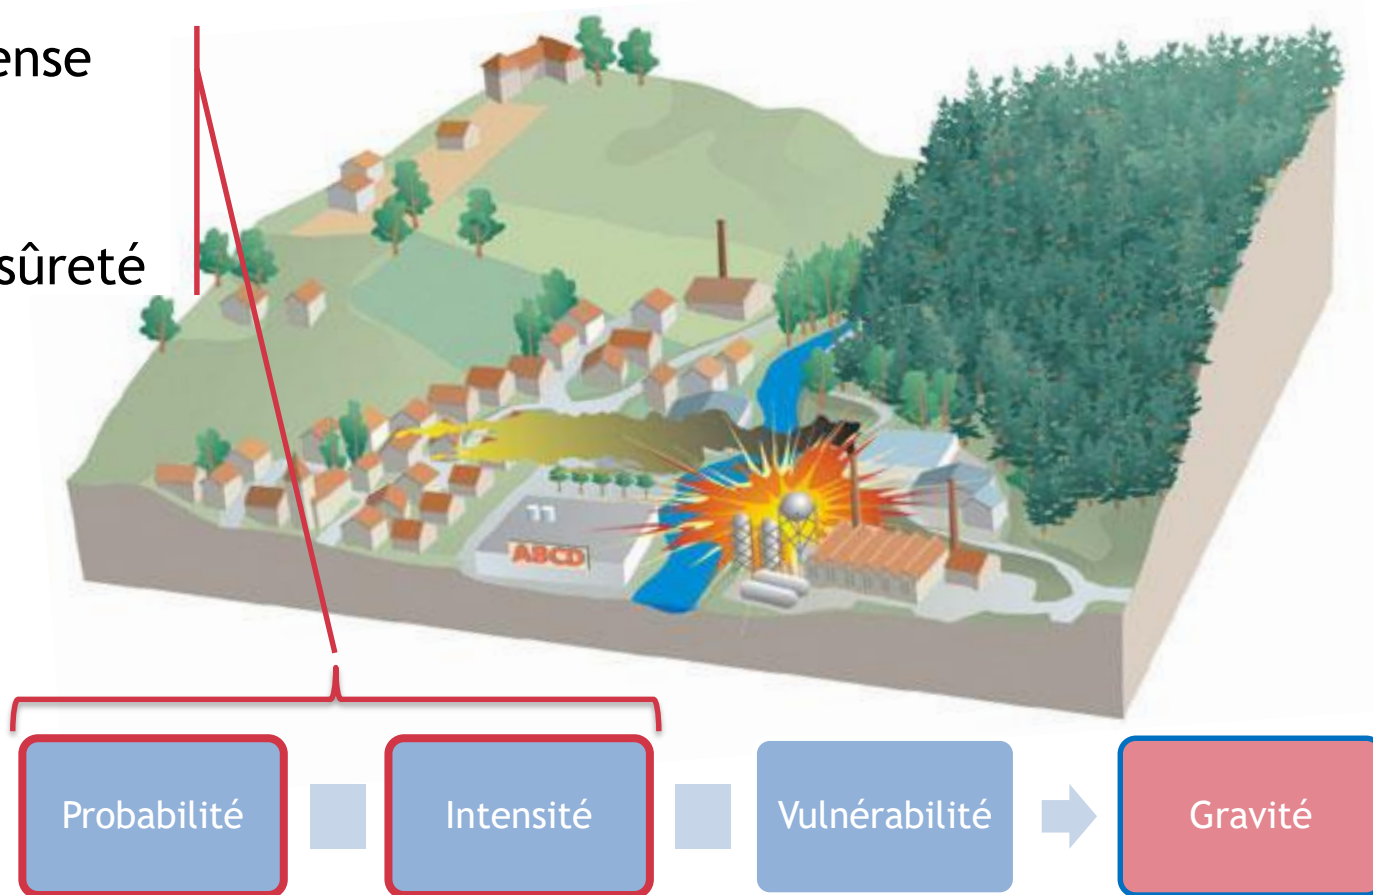 ense
sûreté
ABCD
Probabilité
Intensité
Vulnérabilité
Gravité